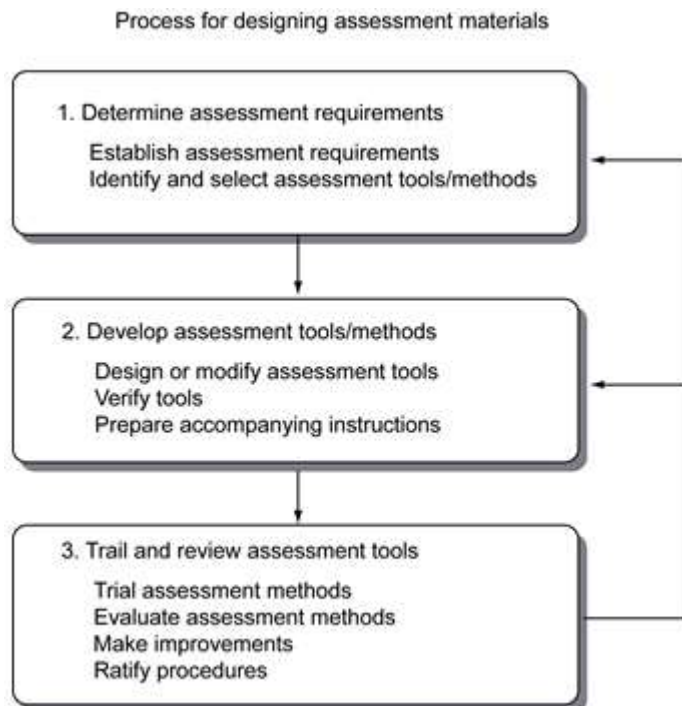 Process for designing assessment materials
1. Determine assessment requirements
Establish assessment requirements
Identify and select assessment tools/methods
2. Develop assessment tools/methods
Design or modify assessment tools
Verify tools
Prepare accompanying instructions
3. Trail and review assessment tools
Trial assessment methods
Evaluate assessment methods
Make improvements
Ratify procedures